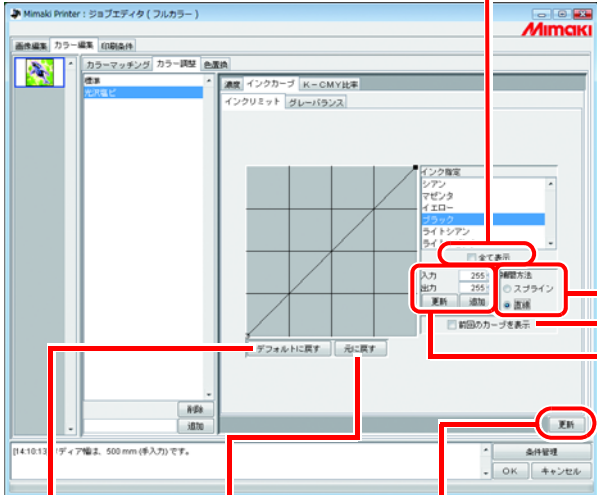 Mimaki Printer : ジョブエディタ ( フルカラー )
Mimaki
画像編集 カラー編集 印刷条件
カラーマッチング カラー調整 色置換
標準
光沢塩ビ
濃度 インクカーブ K-CMY比率
インクリミット グレーバランス
インク指定
シアン
マゼンタ
イエロー
ブラック
ライトシアン
全て表示
入力 255
出力 255
更新 追加
補間方法
スプライン
直線
前回のカーブを表示
デフォルトに戻す 元に戻す
削除
追加
更新
[14:10:13] メディア幅は、500 mm (手入力) です。
条件管理
OK キャンセル